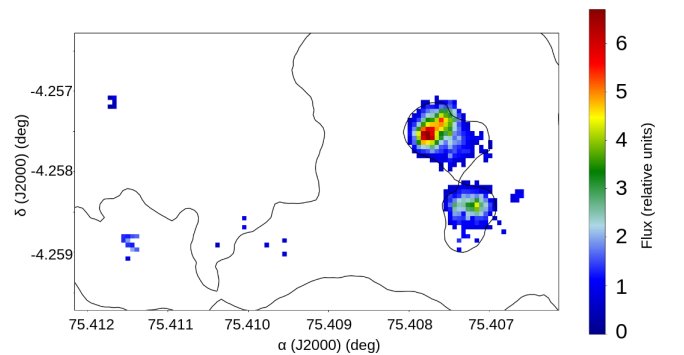 6
5
4
3
2
1
0
Flux (relative units)
-4.257
-4.258
-4.259
δ (J2000) (deg)
75.412 75.411 75.410 75.409 75.408 75.407
α (J2000) (deg)